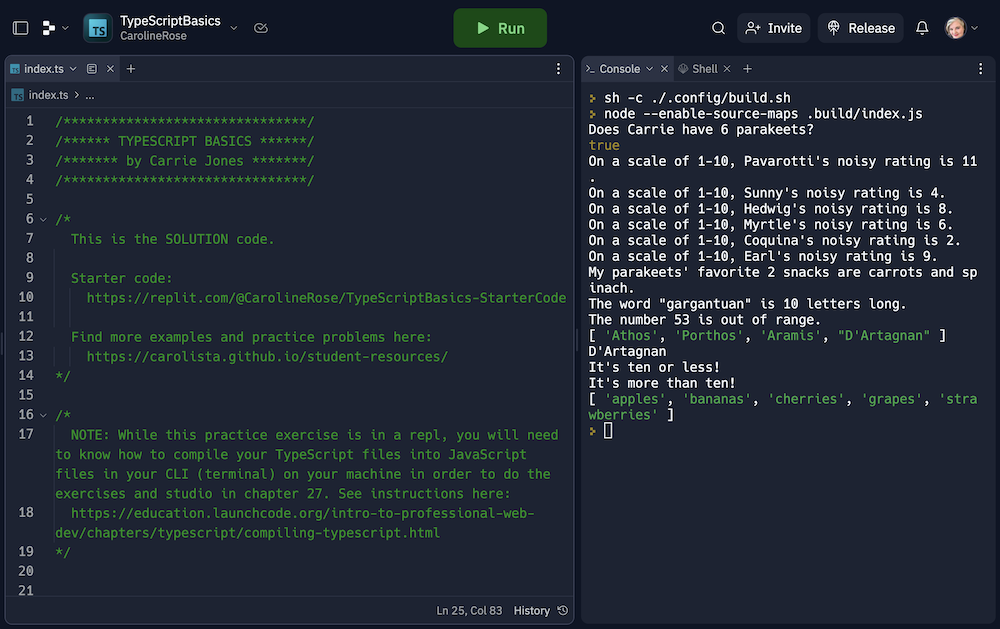 TypeScriptBasics
CarolineRose
Run
Invite
Release
TS index.ts
Console
Shell
TS index.ts > ...
1 /*******************************/
2 /****** TYPESCRIPT BASICS ******/
3 /******* by Carrie Jones *******/
4 /*******************************/
5
6 /*
7 This is the SOLUTION code.
8
9 Starter code:
10 https://replit.com/@CarolineRose/TypeScriptBasics-StarterCode
11
12 Find more examples and practice problems here:
13 https://carolista.github.io/student-resources/
14 */
15
16 /*
17 NOTE: While this practice exercise is in a repl, you will need
to know how to compile your TypeScript files into JavaScript
files in your CLI (terminal) on your machine in order to do the
exercises and studio in chapter 27. See instructions here:
18 https://education.launchcode.org/intro-to-professional-web-
dev/chapters/typescript/compiling-typescript.html
19 */
20
21
Ln 25, Col 83 History
sh -c ./.config/build.sh
node --enable-source-maps .build/index.js
Does Carrie have 6 parakeets?
true
On a scale of 1-10, Pavarotti's noisy rating is 11
.
On a scale of 1-10, Sunny's noisy rating is 4.
On a scale of 1-10, Hedwig's noisy rating is 8.
On a scale of 1-10, Myrtle's noisy rating is 6.
On a scale of 1-10, Coquina's noisy rating is 2.
On a scale of 1-10, Earl's noisy rating is 9.
My parakeets' favorite 2 snacks are carrots and sp
inach.
The word "gargantuan" is 10 letters long.
The number 53 is out of range.
[ 'Athos', 'Porthos', 'Aramis', "D'Artagnan" ]
D'Artagnan
It's ten or less!
It's more than ten!
[ 'apples', 'bananas', 'cherries', 'grapes', 'stra
wberries' ]